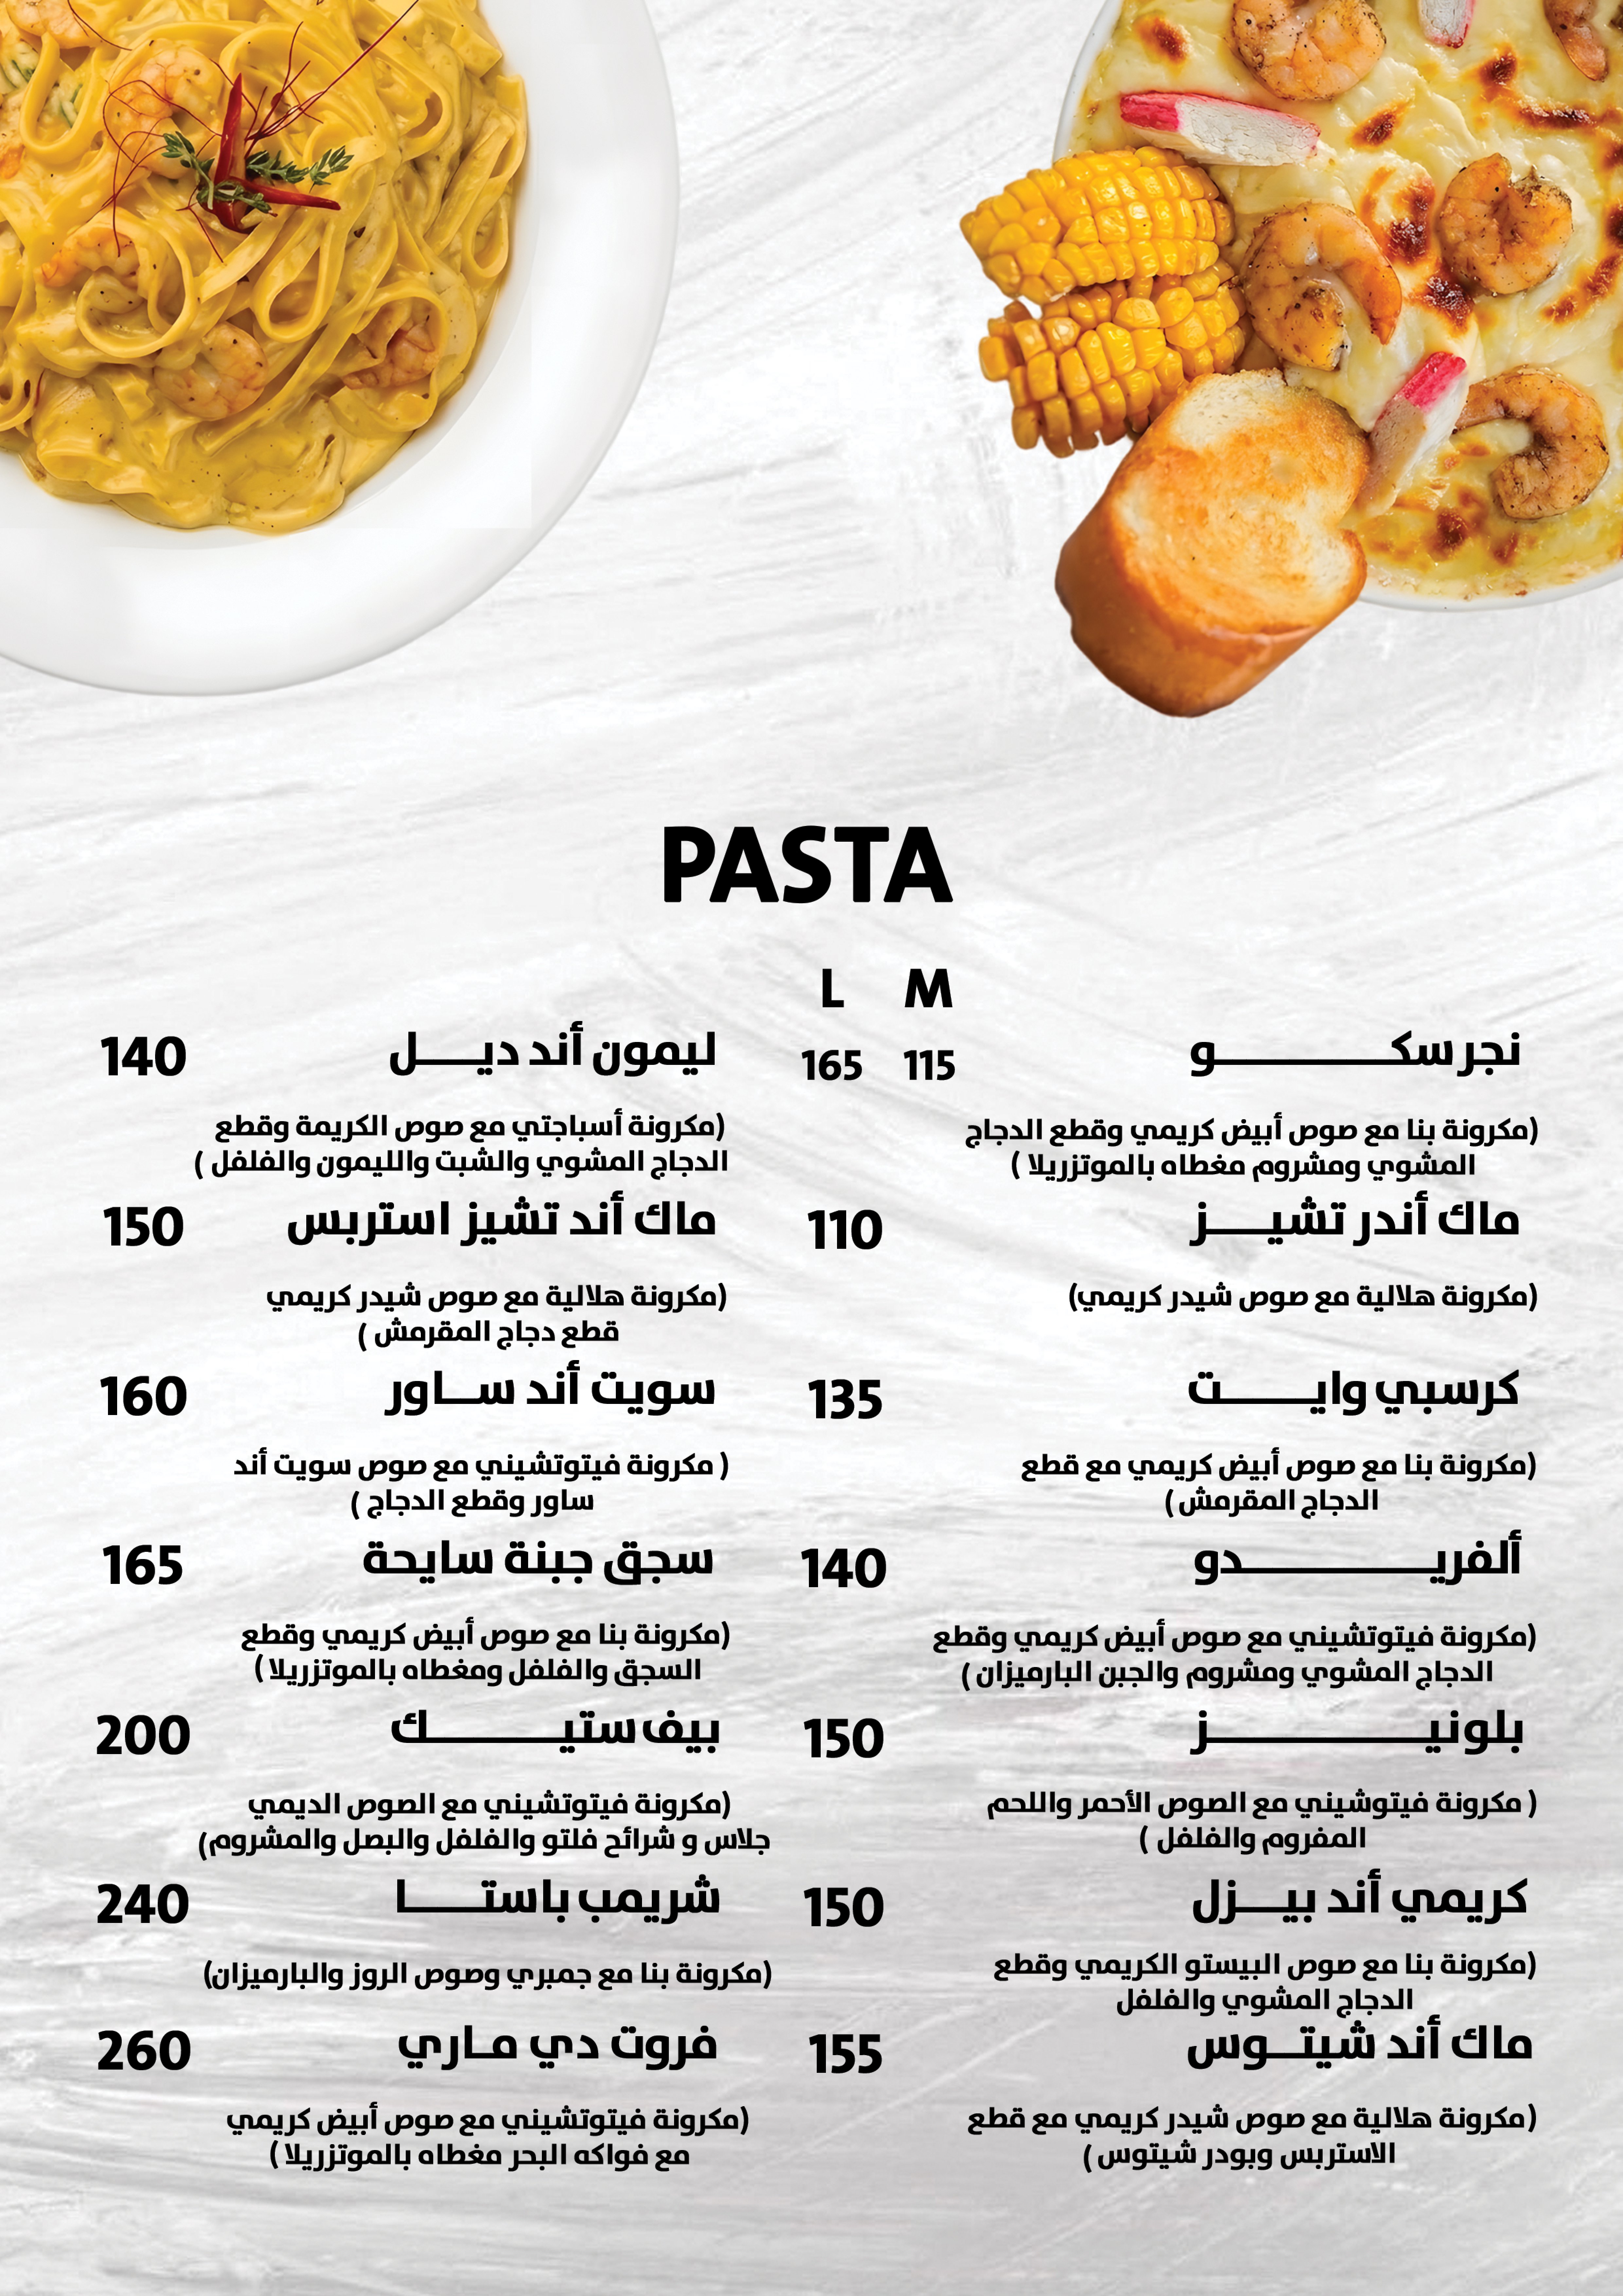 PASTA
L M
نجرسكـــــــــــو
165 115
(مكرونة بنا مع صوص أبيض كريمي وقطع الدجاج
المشوي ومشروم مغطاه بالموتزريلا )
ماك أندر تشيـــــز
110
(مكرونة هلالية مع صوص شيدر كريمي)
كرسبي وايـــــــت
135
(مكرونة بنا مع صوص أبيض كريمي مع قطع
الدجاج المقرمش )
ألفريـــــــــــــدو
140
(مكرونة فيتوتشيني مع صوص أبيض كريمي وقطع
الدجاج المشوي ومشروم والجبن البارميزان )
بلونيـــــــــــــــز
150
( مكرونة فيتوشيني مع الصوص الأحمر واللحم
المفروم والفلفل )
كريمي أند بيـــزل
150
(مكرونة بنا مع صوص البيستو الكريمي وقطع
الدجاج المشوي والفلفل
ماك أند شيتــوس
155
(مكرونة هلالية مع صوص شيدر كريمي مع قطع
الاستربس وبودر شيتوس )
ليمون أند ديـــــل
140
(مكرونة أسباجتي مع صوص الكريمة وقطع
الدجاج المشوي والشبت والليمون والفلفل )
ماك أند تشيز استربس
150
(مكرونة هلالية مع صوص شيدر كريمي
قطع دجاج المقرمش )
سويت أند ســاور
160
( مكرونة فيتوتشيني مع صوص سويت أند
ساور وقطع الدجاج )
سجق جبنة سايحة
165
(مكرونة بنا مع صوص أبيض كريمي وقطع
السجق والفلفل ومغطاه بالموتزريلا )
بيف ستيـــــــــك
200
(مكرونة فيتوتشيني مع الصوص الديمي
جلاس و شرائح فلتو والفلفل والبصل والمشروم)
شريمب باستـــــا
240
(مكرونة بنا مع جمبري وصوص الروز والبارميزان)
فروت دي مـاري
260
(مكرونة فيتوتشيني مع صوص أبيض كريمي
مع فواكه البحر مغطاه بالموتزريلا )